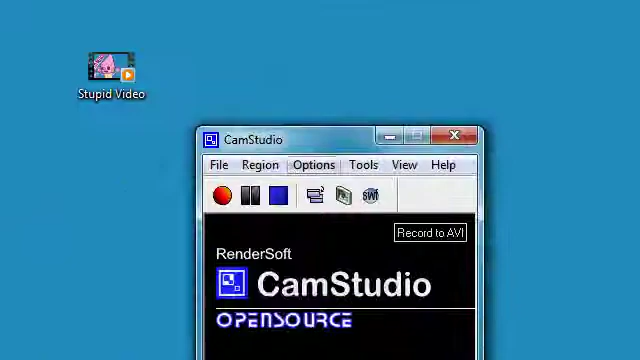 Stupid Video
CamStudio
File Region Options Tools View Help
Record to AVI
RenderSoft
CamStudio
OPENSOURCE